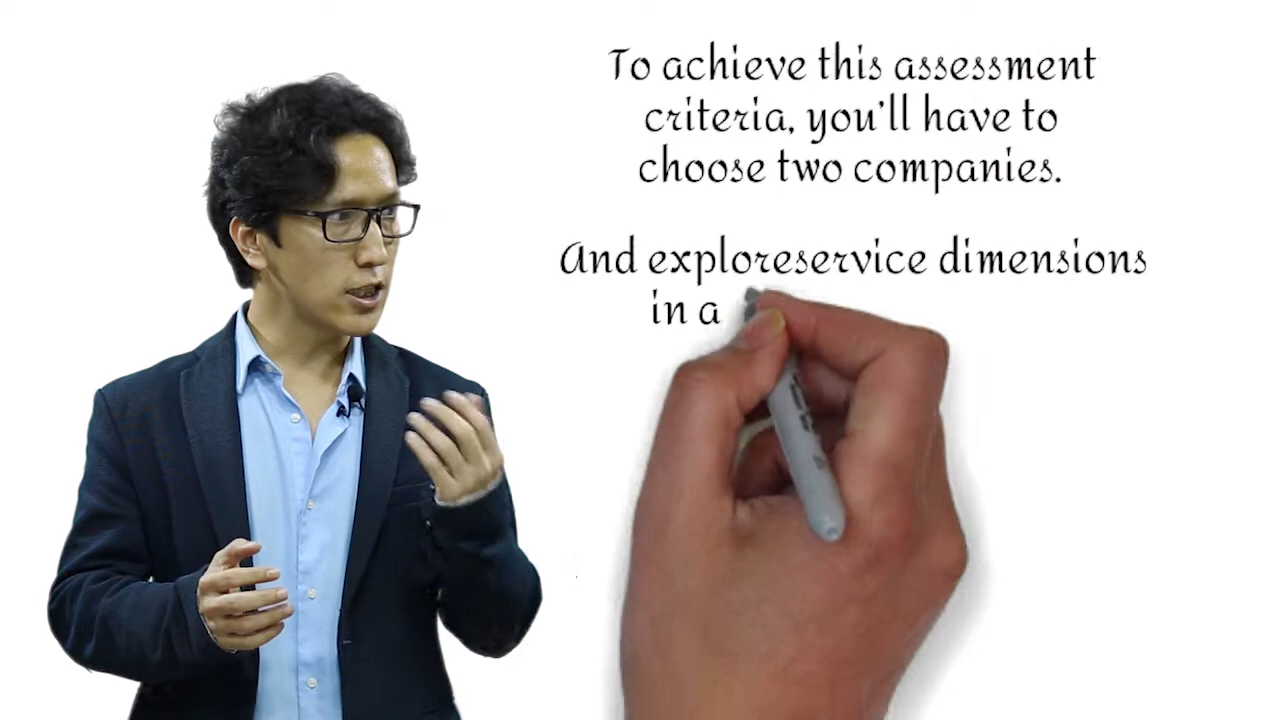 To achieve this assessment
criteria, you'll have to
choose two companies.
And exploreservice dimensions
in a